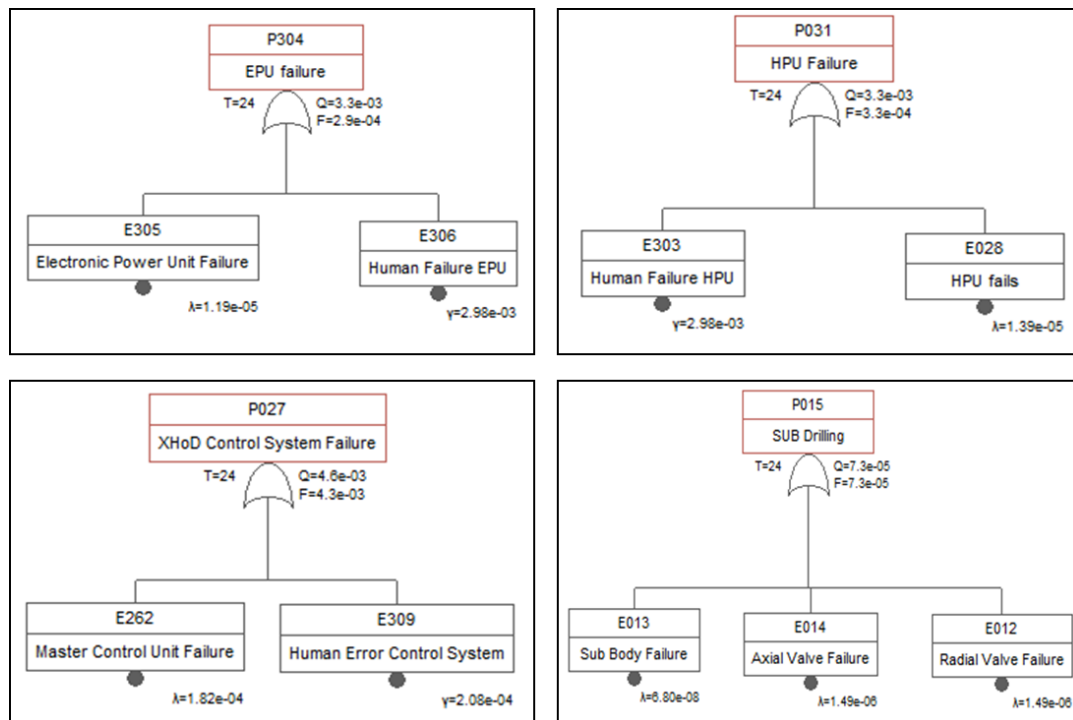 P304
EPU failure
T=24
Q=3.3e-03
F=2.9e-04
E305
Electronic Power Unit Failure
λ=1.19e-05
E306
Human Failure EPU
γ=2.98e-03
P031
HPU Failure
T=24
Q=3.3e-03
F=3.3e-04
E303
Human Failure HPU
γ=2.98e-03
E028
HPU fails
λ=1.39e-05
P027
XHoD Control System Failure
T=24
Q=4.6e-03
F=4.3e-03
E262
Master Control Unit Failure
λ=1.82e-04
E309
Human Error Control System
γ=2.08e-04
P015
SUB Drilling
T=24
Q=7.3e-05
F=7.3e-05
E013
Sub Body Failure
λ=6.80e-08
E014
Axial Valve Failure
λ=1.49e-06
E012
Radial Valve Failure
λ=1.49e-06